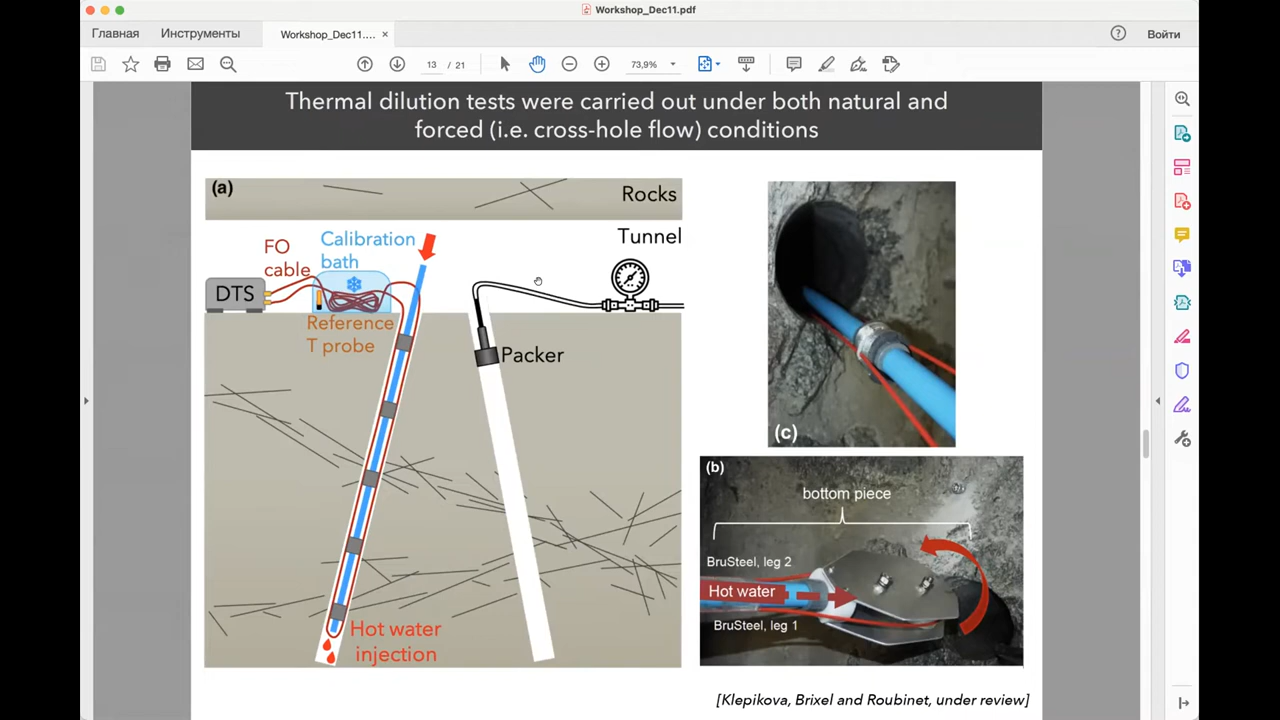 Workshop_Dec11.pdf
Главная
Инструменты
Workshop_Dec11....
Войти
13 / 21
73,9%
Thermal dilution tests were carried out under both natural and
forced (i.e. cross-hole flow) conditions
(a)
Rocks
Tunnel
FO
cable
Calibration
bath
DTS
Reference
T probe
Packer
Hot water
injection
(c)
(b)
bottom piece
BruSteel, leg 2
Hot water
BruSteel, leg 1
[Klepikova, Brixel and Roubinet, under review]